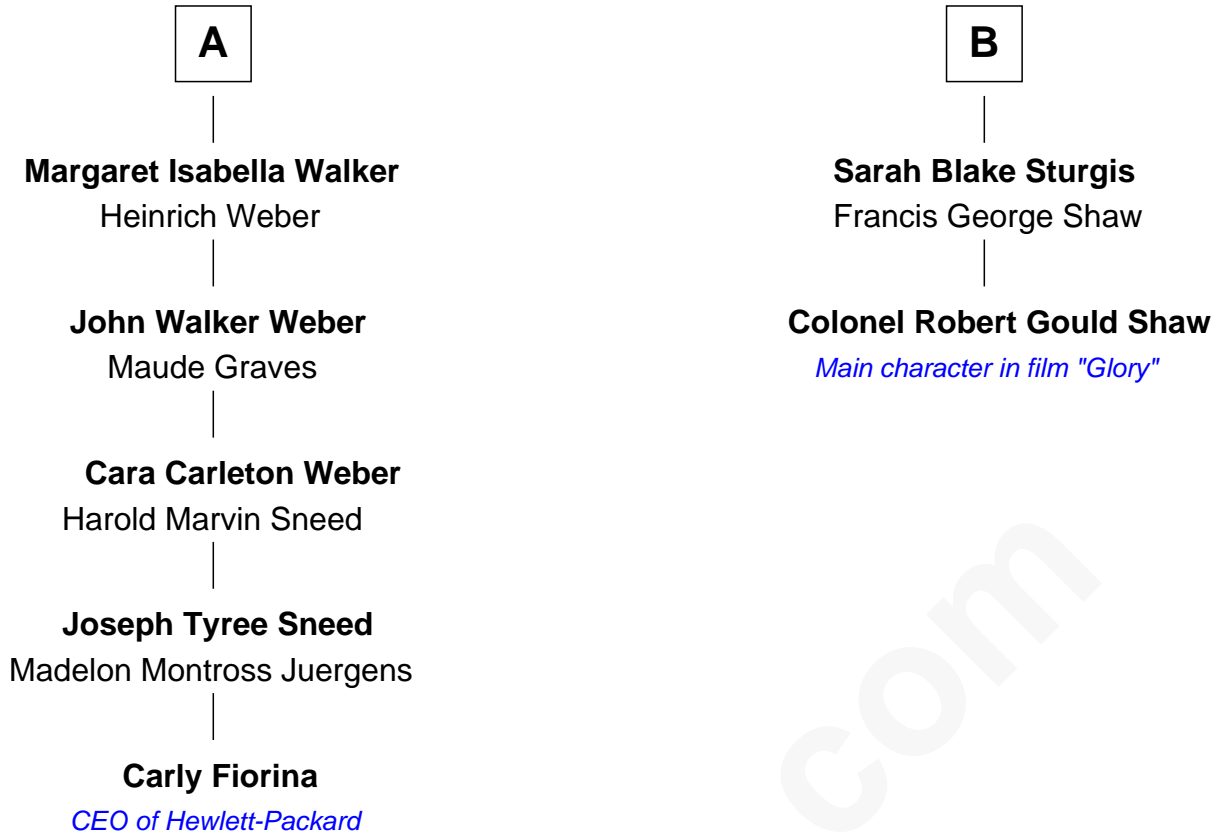 A
Margaret Isabella Walker
Heinrich Weber
John Walker Weber
Maude Graves
Cara Carleton Weber
Harold Marvin Sneed
Joseph Tyree Sneed
Madelon Montross Juergens
Carly Fiorina
CEO of Hewlett-Packard
B
Sarah Blake Sturgis
Francis George Shaw
Colonel Robert Gould Shaw
Main character in film "Glory"
com